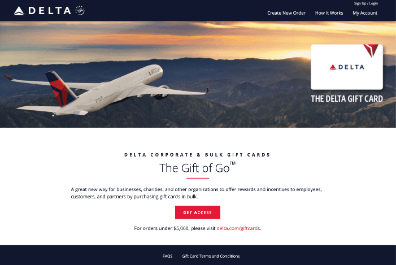 Sign Up / Login
DELTA
Create New Order How It Works My Account
DELTA
THE DELTA GIFT CARD
DELTA CORPORATE & BULK GIFT CARDS
The Gift of Go™
A great new way for businesses, charities, and other organizations to offer rewards and incentives to employees,
customers, and partners by purchasing gift cards in bulk.
GET ACCESS
For orders under $5,000, please visit delta.com/giftcards.
FAQS Gift Card Terms and Conditions